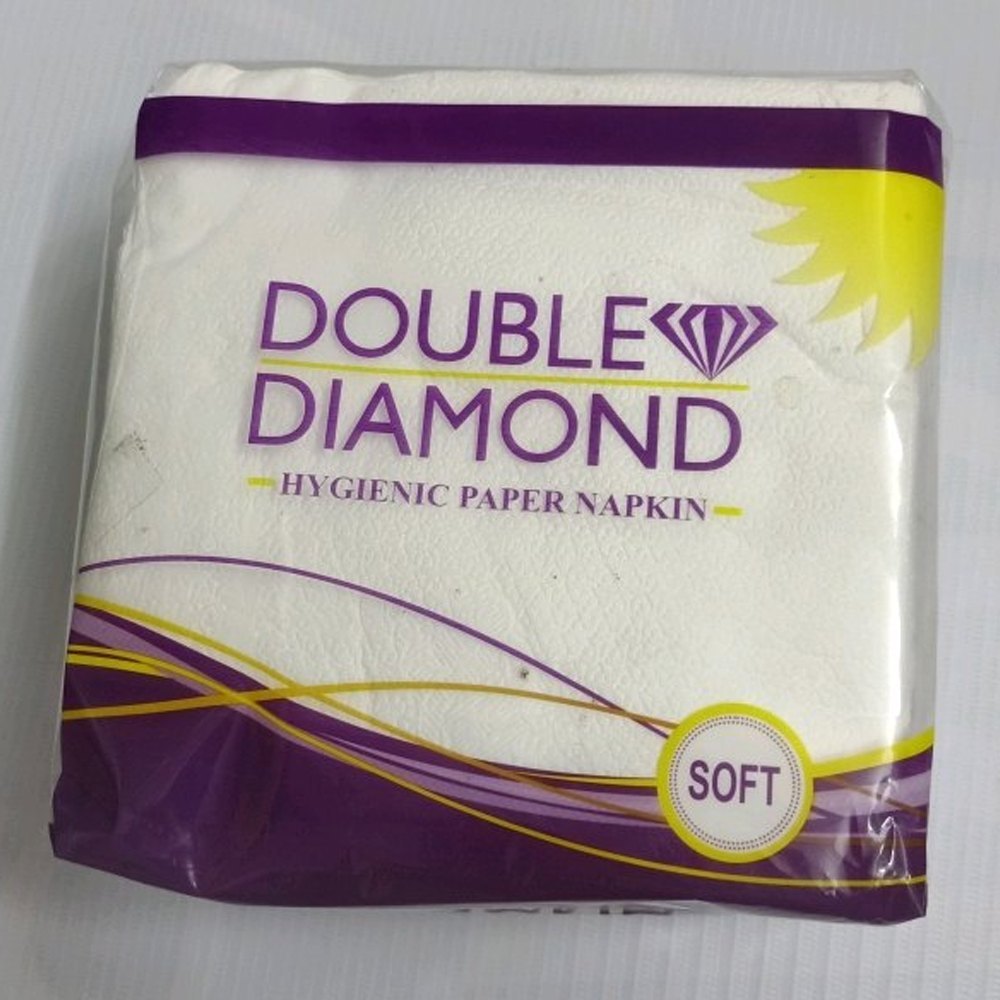 DOUBLE
DIAMOND
HYGIENIC PAPER NAPKIN
SOFT